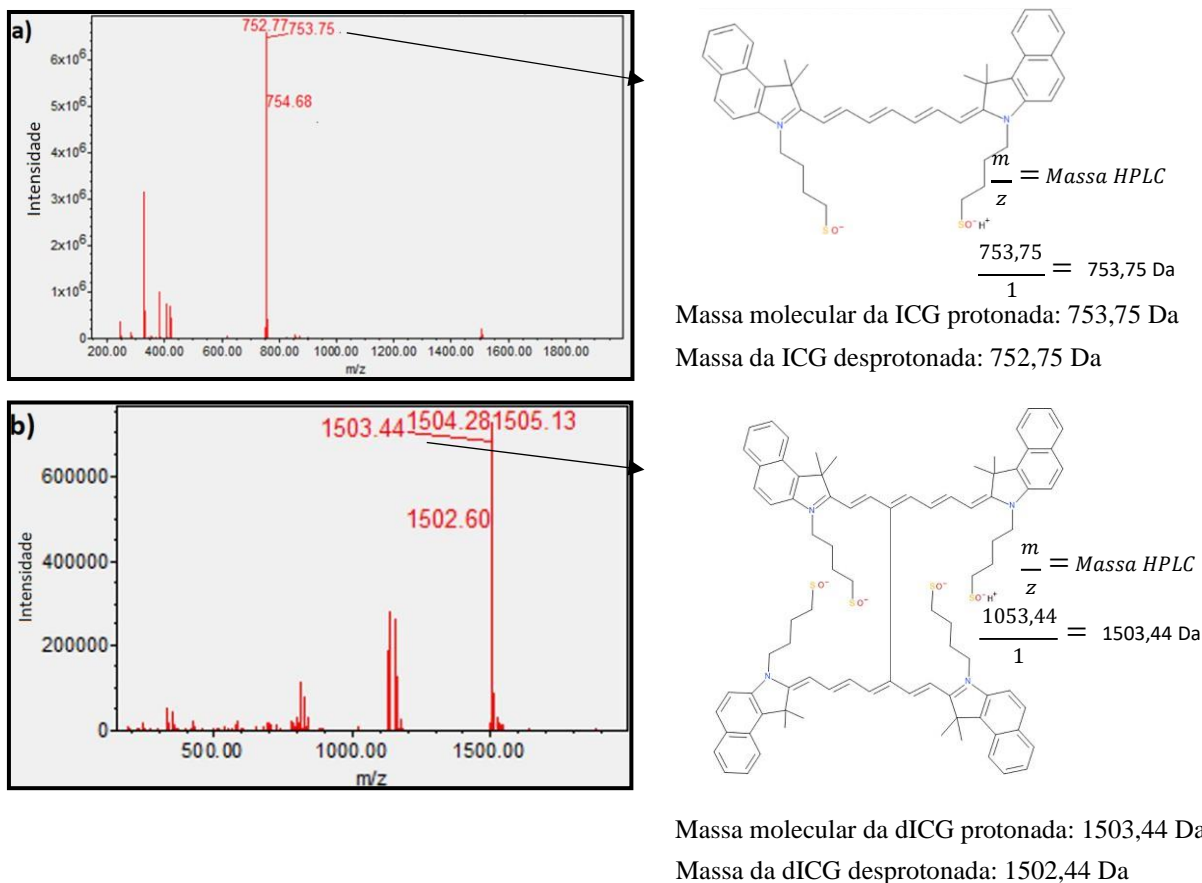 a)
752.77 753.75
754.68
6x10⁶
5x10⁶
4x10⁶
3x10⁶
2x10⁶
1x10⁶
0
Intensidade
200.00 400.00 600.00 800.00 1000.00 1200.00 1400.00 1600.00 1800.00
m/z
N
N
S O⁻
SO⁻ H⁺
m/z = Massa HPLC
753,75/1 = 753,75 Da
Massa molecular da ICG protonada: 753,75 Da
Massa da ICG desprotonada: 752,75 Da
b)
1503.44 1504.28 1505.13
1502.60
600000
400000
200000
0
Intensidade
500.00 1000.00 1500.00
m/z
N⁺
N
SO⁻
SO⁻
SO⁻
SO⁻H⁺
N
N
m/z = Massa HPLC
1053,44/1 = 1503,44 Da
Massa molecular da dICG protonada: 1503,44 Da
Massa da dICG desprotonada: 1502,44 Da